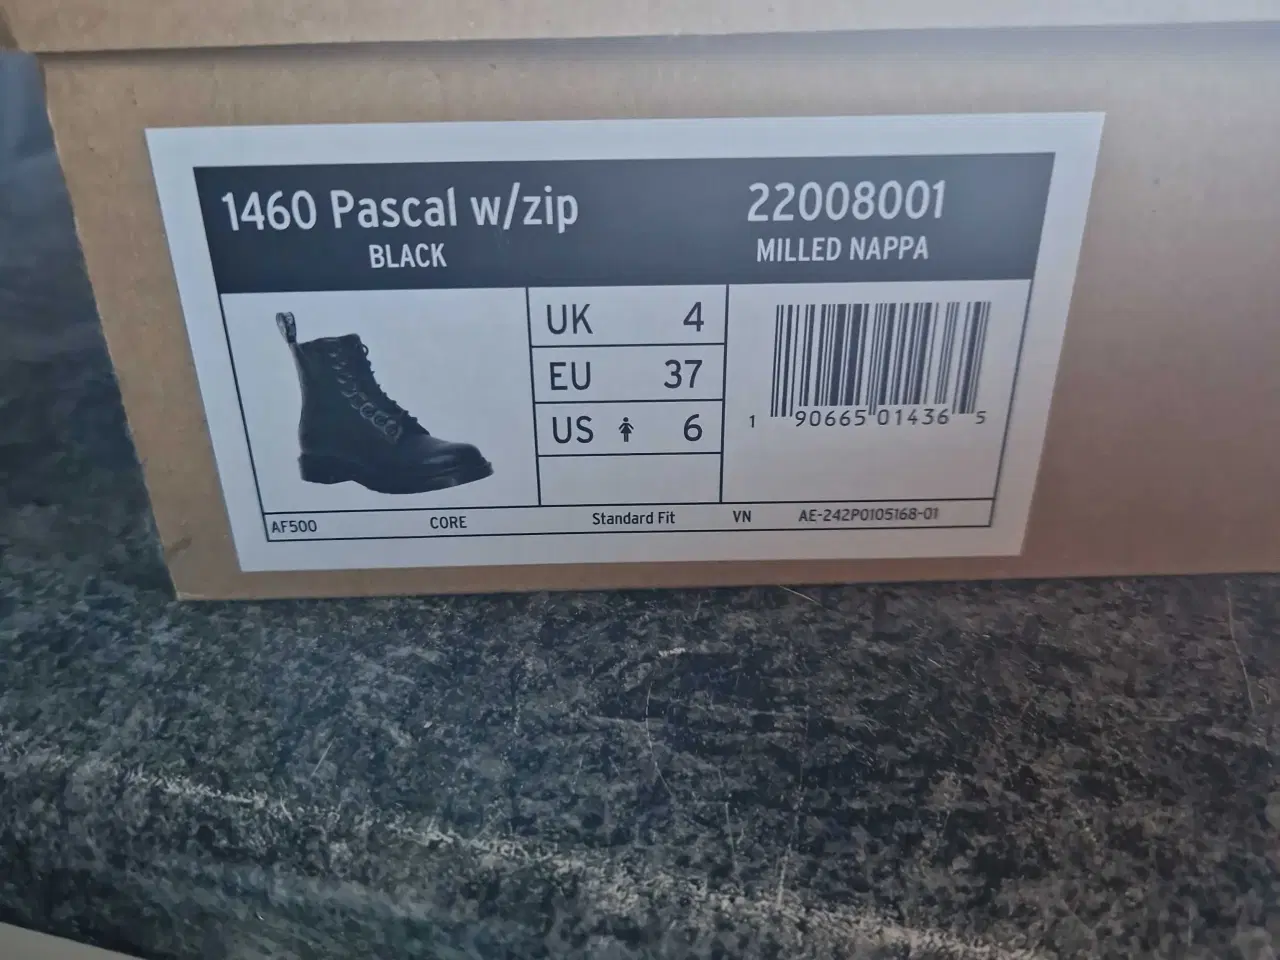 1460 Pascal w/zip
BLACK
22008001
MILLED NAPPA
UK 4
EU 37
US 6
1 90665 01436 5
AF500 CORE Standard Fit VN AE-242P0105168-01